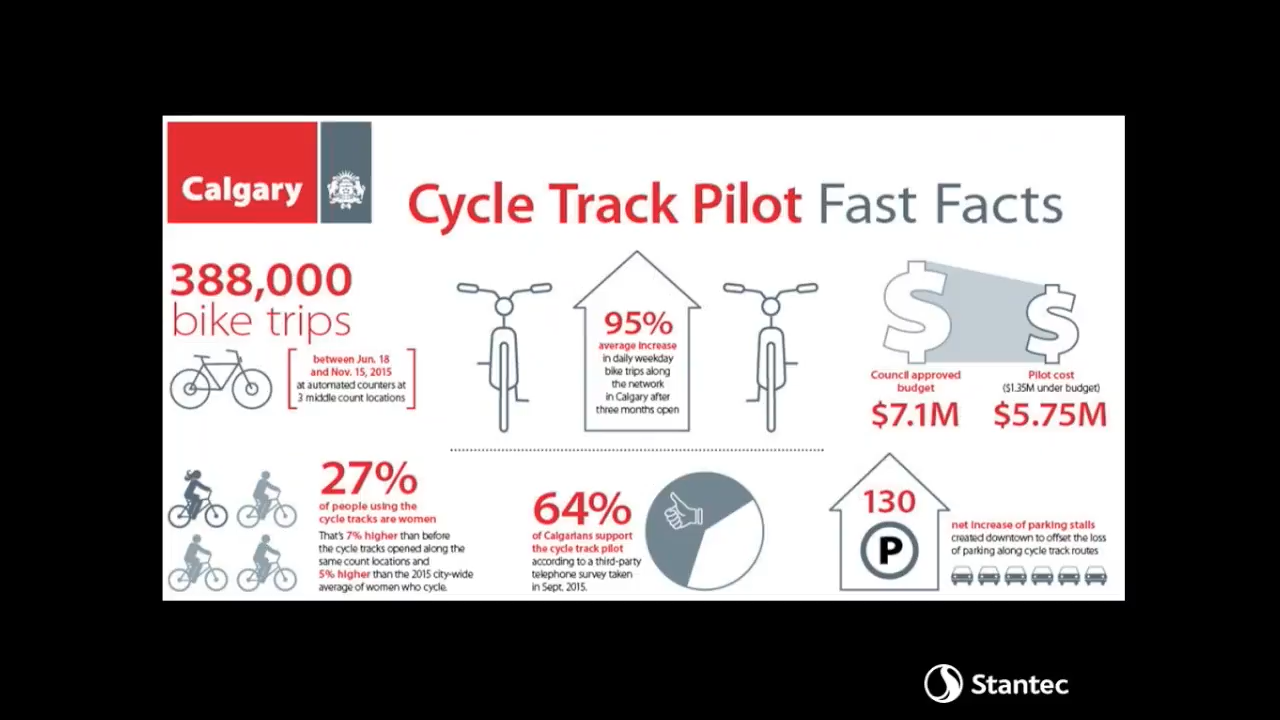 Calgary
Cycle Track Pilot Fast Facts
388,000
bike trips
between Jun. 18
and Nov. 15, 2015
at automated counters at
3 middle count locations
95%
average increase
in daily weekday
bike trips along
the network
in Calgary after
three months open
$ $
Council approved
budget
$7.1M
Pilot cost
($1.35M under budget)
$5.75M
27%
of people using the
cycle tracks are women
That's 7% higher than before
the cycle tracks opened along the
same count locations and
5% higher than the 2015 city-wide
average of women who cycle.
64%
of Calgarians support
the cycle track pilot
according to a third-party
telephone survey taken
in Sept, 2015.
130
P
net increase of parking stalls
created downtown to offset the loss
of parking along cycle track routes
Stantec